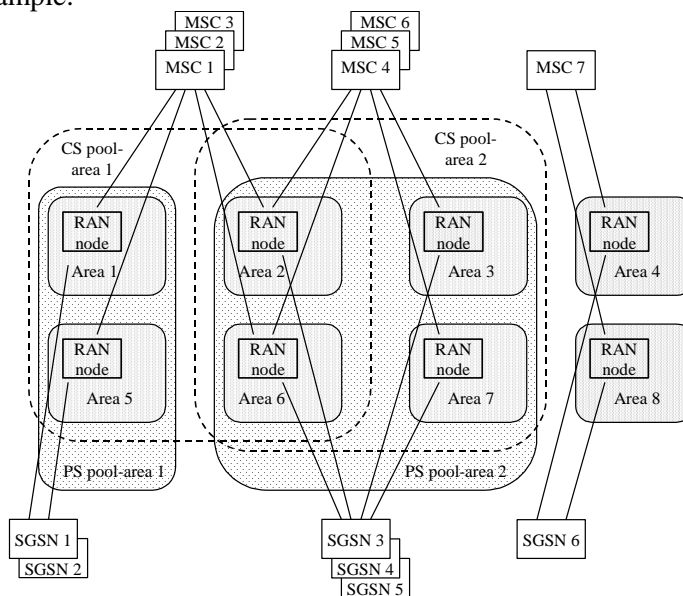 ample.
MSC 3
MSC 2
MSC 1
MSC 6
MSC 5
MSC 4
MSC 7
CS pool-
area 1
CS pool-
area 2
RAN
node
Area 1
RAN
node
Area 2
RAN
node
Area 3
RAN
node
Area 4
RAN
node
Area 5
RAN
node
Area 6
RAN
node
Area 7
RAN
node
Area 8
PS pool-area 1
PS pool-area 2
SGSN 1
SGSN 2
SGSN 3
SGSN 4
SGSN 5
SGSN 6